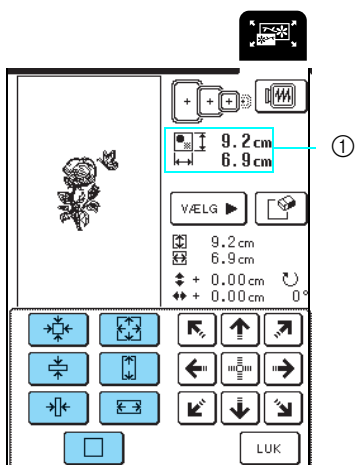 9.2cm
6.9cm
①
VÆLG
9.2cm
6.9cm
+ 0.00cm
+ 0.00cm 0°
LUK